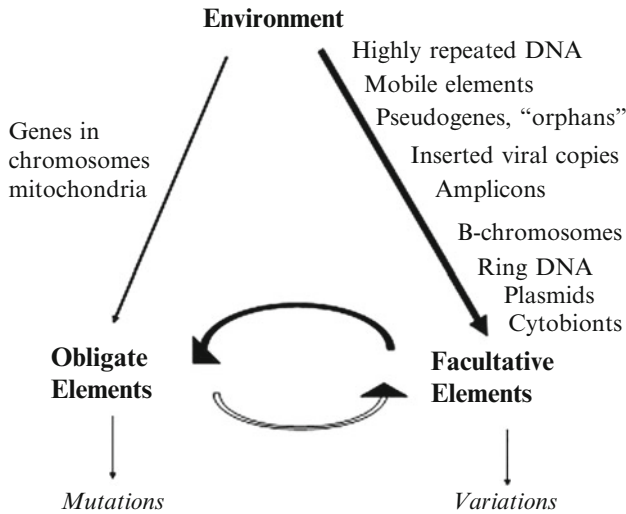 Environment
Highly repeated DNA
Mobile elements
Pseudogenes, “orphans”
Inserted viral copies
Amplicons
B-chromosomes
Ring DNA
Plasmids
Cytobionts
Genes in
chromosomes
mitochondria
Obligate
Elements
Facultative
Elements
Mutations
Variations